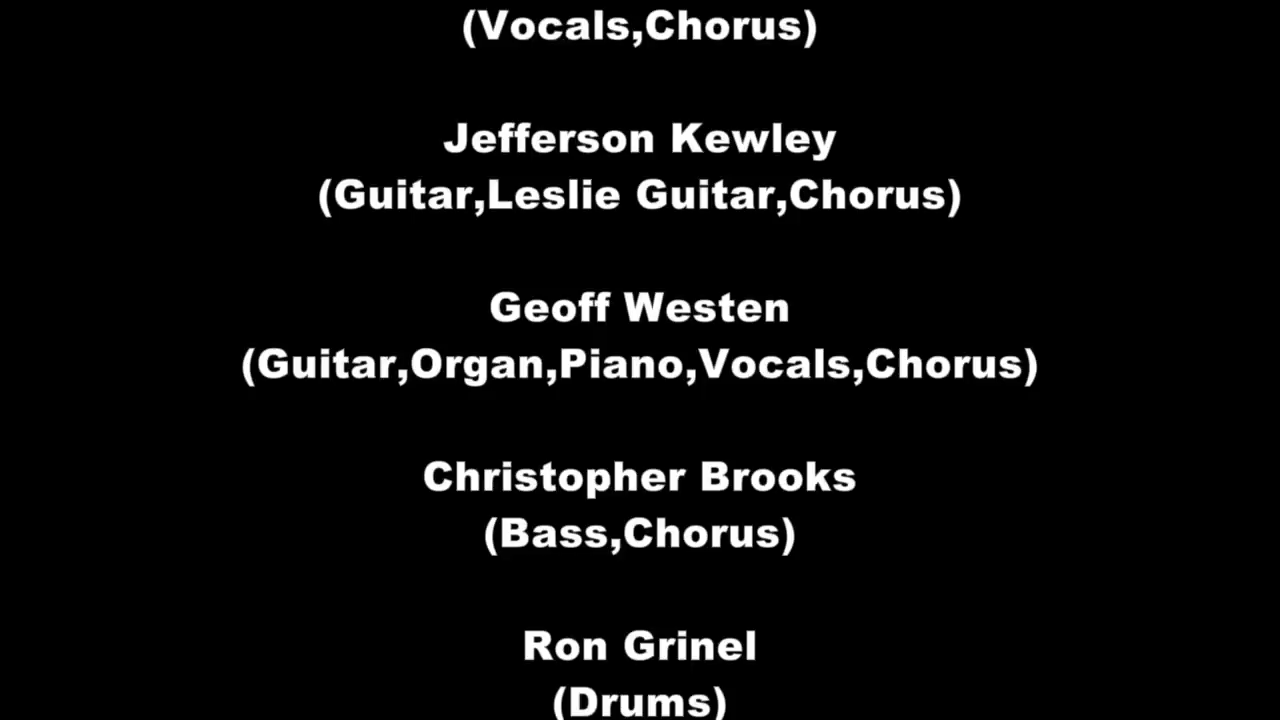 (Vocals,Chorus)
Jefferson Kewley
(Guitar,Leslie Guitar,Chorus)
Geoff Westen
(Guitar,Organ,Piano,Vocals,Chorus)
Christopher Brooks
(Bass,Chorus)
Ron Grinel
(Drums)